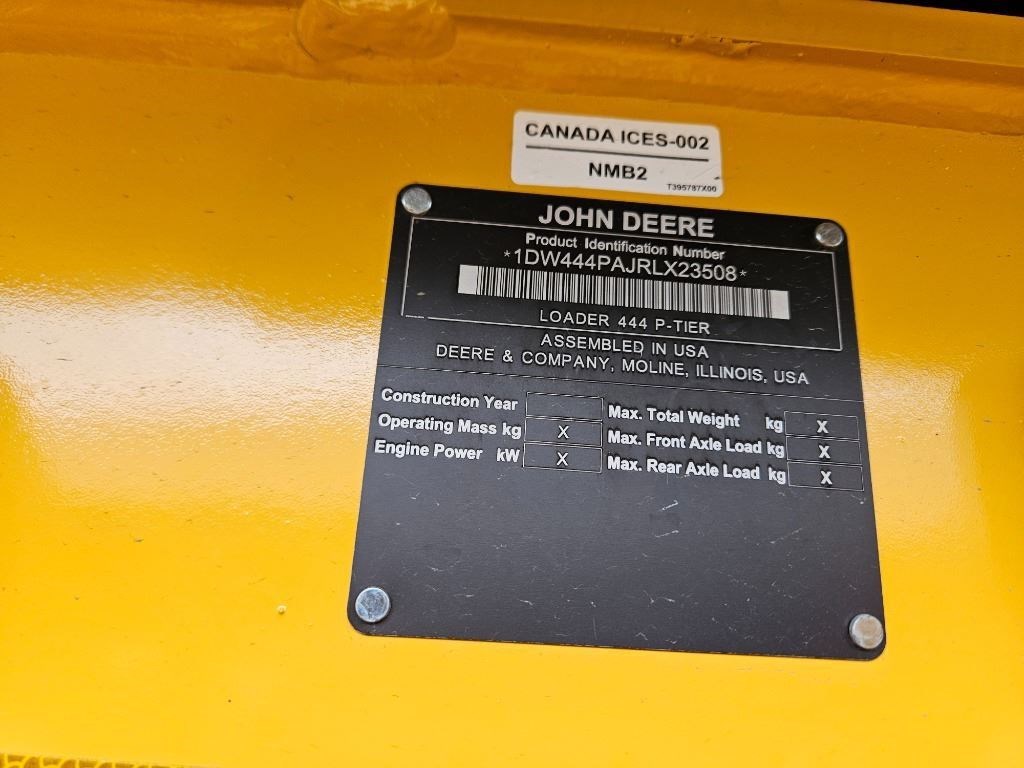 CANADA ICES-002
NMB2
T395787X00
JOHN DEERE
Product Identification Number
*1DW444PAJRLX23508*
LOADER 444 P-TIER
ASSEMBLED IN USA
DEERE & COMPANY, MOLINE, ILLINOIS, USA
Construction Year Max. Total Weight kg X
Operating Mass kg X Max. Front Axle Load kg X
Engine Power kW X Max. Rear Axle Load kg X